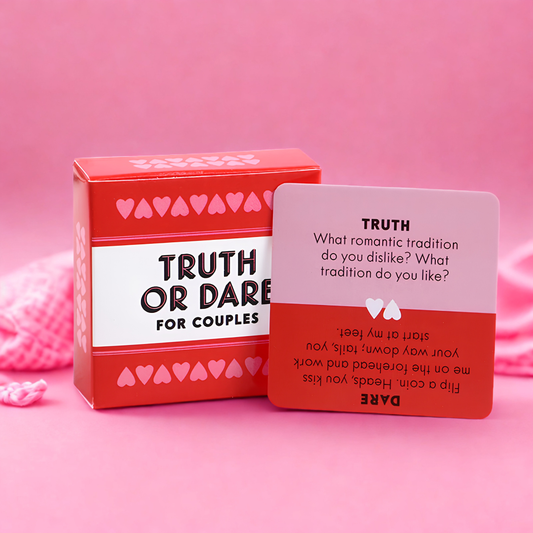 TRUTH
OR DARE
FOR COUPLES
TRUTH
What romantic tradition
do you dislike? What
tradition do you like?
DARE
Flip a coin. Heads, you kiss
me on the forehead and work
your way down; tails, you
start at my feet.